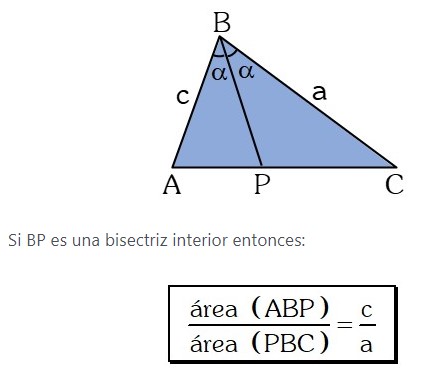 B
α α
c a
A P C
Si BP es una bisectriz interior entonces:
área (ABP) = c
área (PBC) a